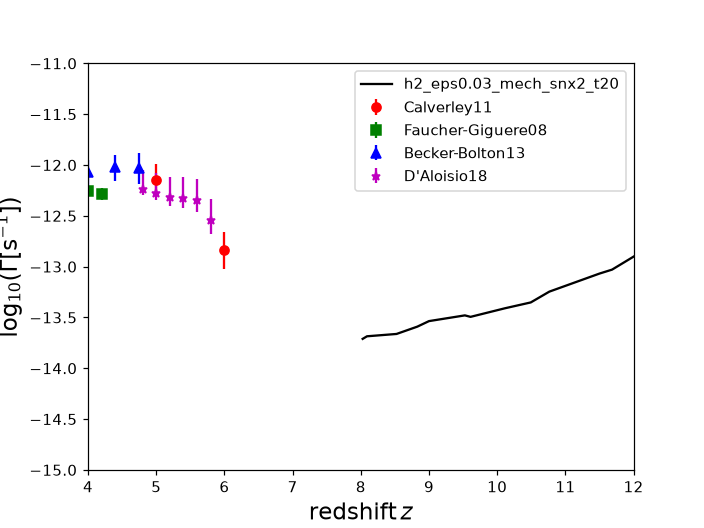 −11.0
−11.5
−12.0
−12.5
−13.0
−13.5
−14.0
−14.5
−15.0
log₁₀(Γ[s⁻¹])
h2_eps0.03_mech_snx2_t20
Calverley11
Faucher-Giguere08
Becker-Bolton13
D'Aloisio18
4 5 6 7 8 9 10 11 12
redshift z